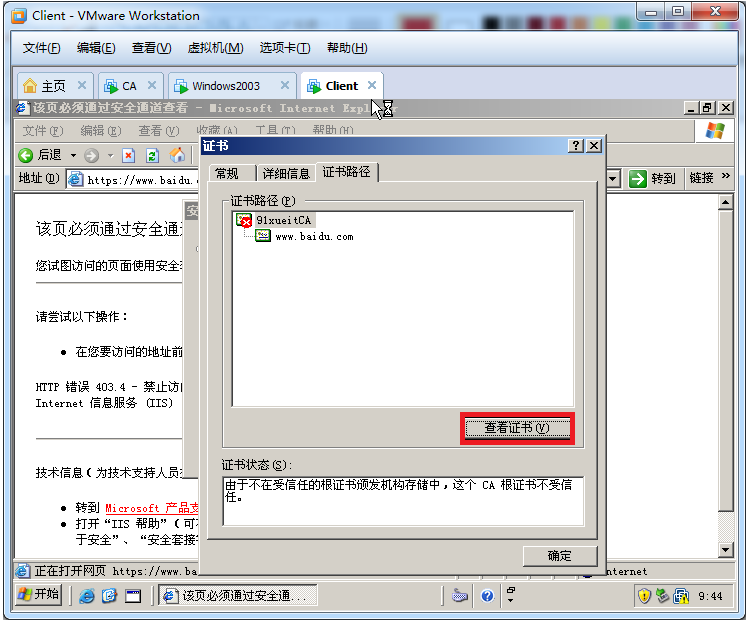 Client - VMware Workstation
文件(F) 编辑(E) 查看(V) 虚拟机(M) 选项卡(T) 帮助(H)
主页 CA Windows2003 Client
该页必须通过安全通道查看 - Microsoft Internet Explorer
文件(F) 编辑(E) 查看(V) 收藏(A) 工具(T) 帮助(H)
后退
地址(D) https://www.baidu. 转到 链接 »
证书
常规 详细信息 证书路径
证书路径(P)
91xueitCA
www.baidu.com
查看证书(V)
证书状态(S):
由于不在受信任的根证书颁发机构存储中，这个 CA 根证书不受信
任。
确定
安
该页必须通过安全通
您试图访问的页面使用安全
请尝试以下操作：
在您要访问的地址前
HTTP 错误 403.4 - 禁止访
Internet 信息服务 (IIS)
技术信息(为技术支持人员
转到 Microsoft 产品支
打开“IIS 帮助”(可
于安全”、“安全套接
正在打开网页 https://www.ba
nternet
开始 该页必须通过安全通... 9:44